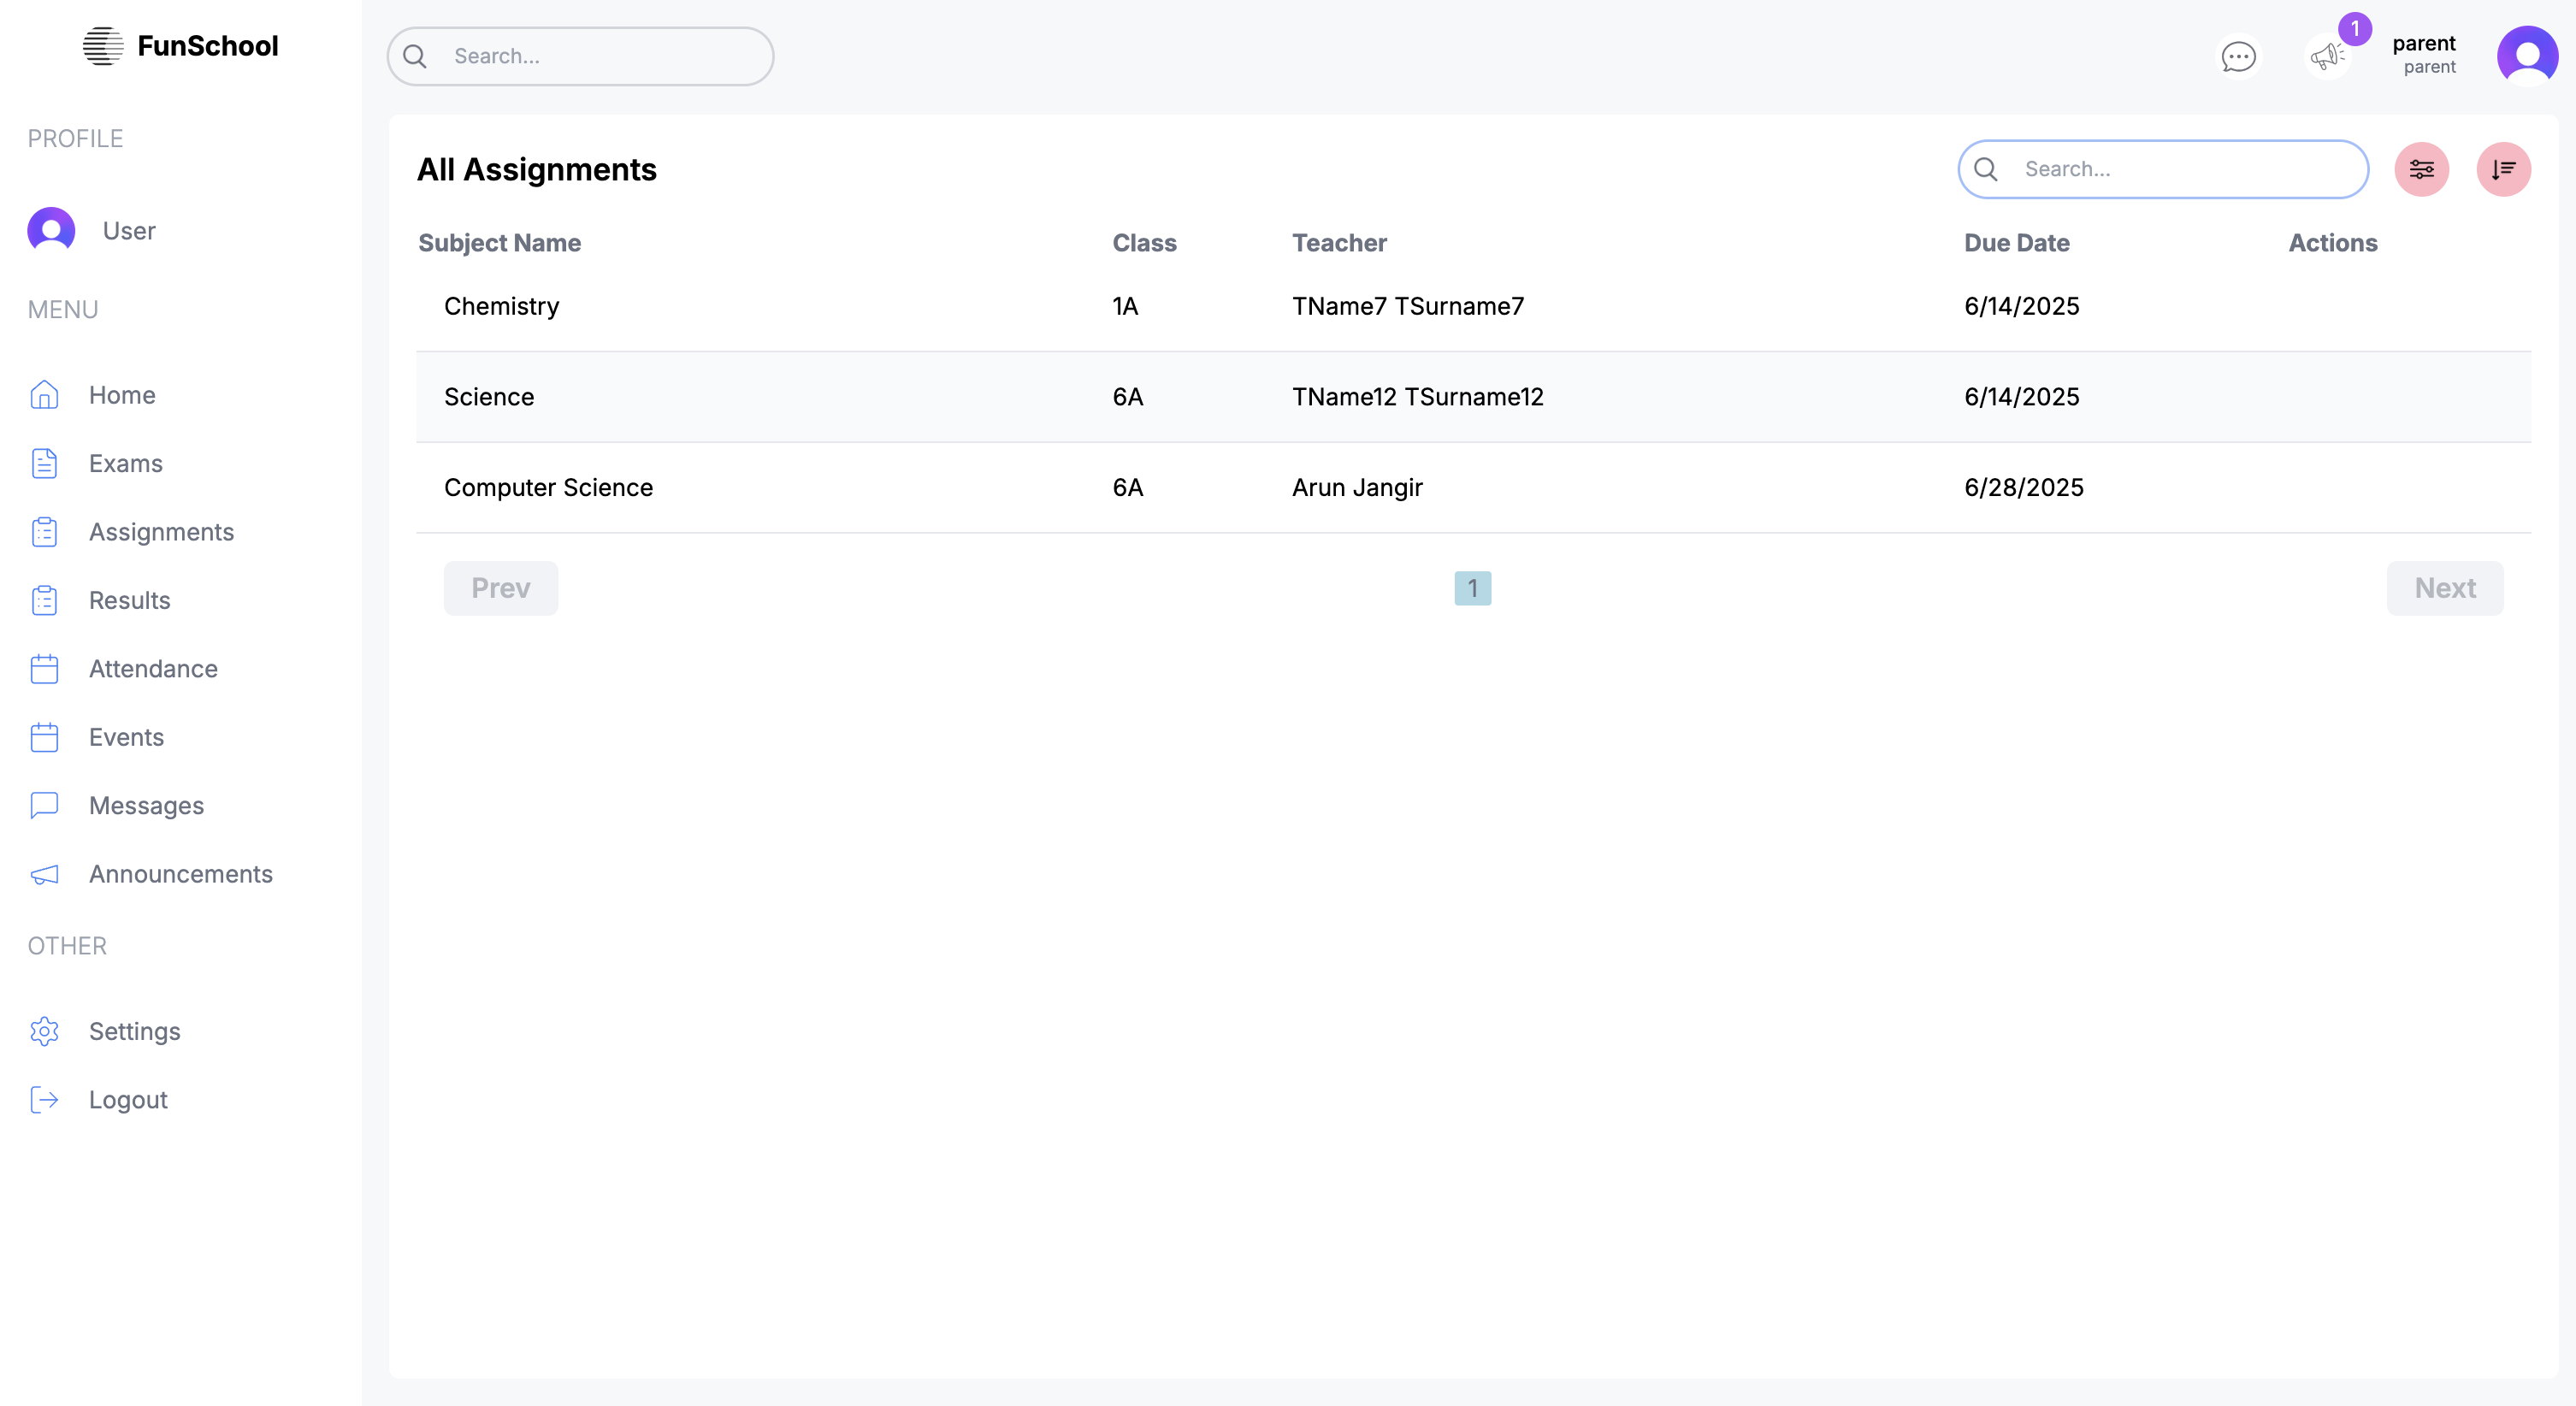 FunSchool
PROFILE
User
MENU
Home
Exams
Assignments
Results
Attendance
Events
Messages
Announcements
OTHER
Settings
Logout
Search...
1
parent
parent
All Assignments
Search...
Subject Name Class Teacher Due Date Actions
Chemistry 1A TName7 TSurname7 6/14/2025
Science 6A TName12 TSurname12 6/14/2025
Computer Science 6A Arun Jangir 6/28/2025
Prev 1 Next